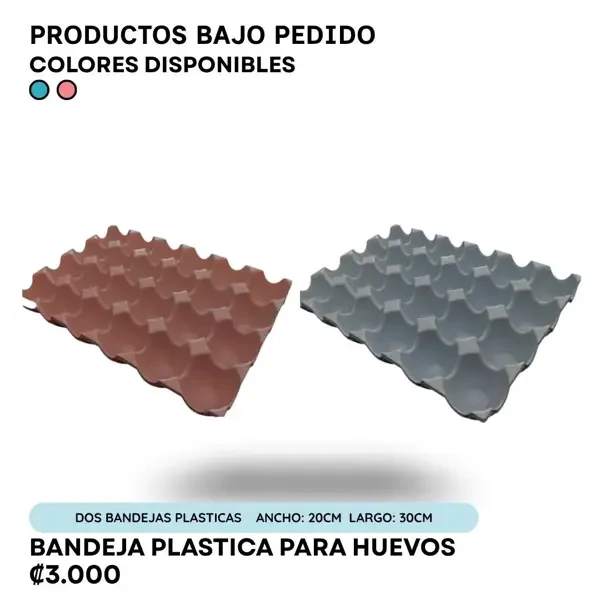 PRODUCTOS BAJO PEDIDO
COLORES DISPONIBLES
DOS BANDEJAS PLASTICAS ANCHO: 20CM LARGO: 30CM
BANDEJA PLASTICA PARA HUEVOS
₡3.000